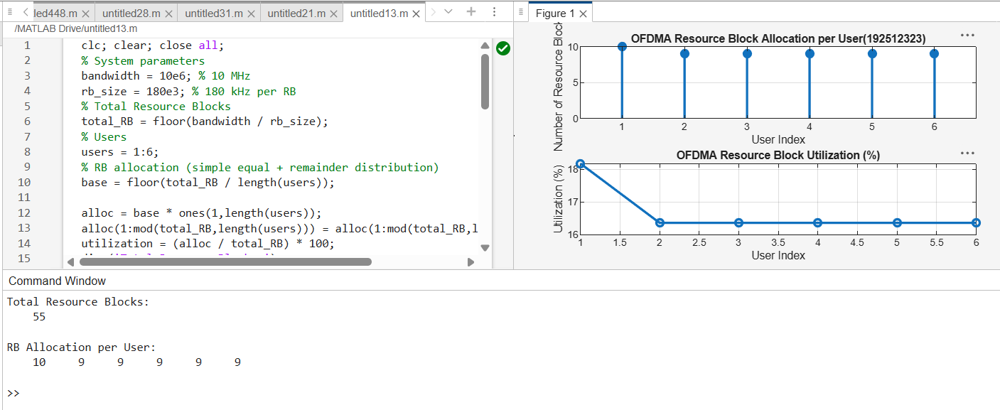 led448.m untitled28.m untitled31.m untitled21.m untitled13.m
/MATLAB Drive/untitled13.m
1 clc; clear; close all;
2 % System parameters
3 bandwidth = 10e6; % 10 MHz
4 rb_size = 180e3; % 180 kHz per RB
5 % Total Resource Blocks
6 total_RB = floor(bandwidth / rb_size);
7 % Users
8 users = 1:6;
9 % RB allocation (simple equal + remainder distribution)
10 base = floor(total_RB / length(users));
11
12 alloc = base * ones(1,length(users));
13 alloc(1:mod(total_RB,length(users))) = alloc(1:mod(total_RB,l
14 utilization = (alloc / total_RB) * 100;
15
Figure 1
OFDMA Resource Block Allocation per User(192512323)
Number of Resource Block
10
5
0
1 2 3 4 5 6
User Index
OFDMA Resource Block Utilization (%)
Utilization (%)
18
17
16
1 1.5 2 2.5 3 3.5 4 4.5 5 5.5 6
User Index
Command Window
Total Resource Blocks:
55
RB Allocation per User:
10 9 9 9 9 9
>>